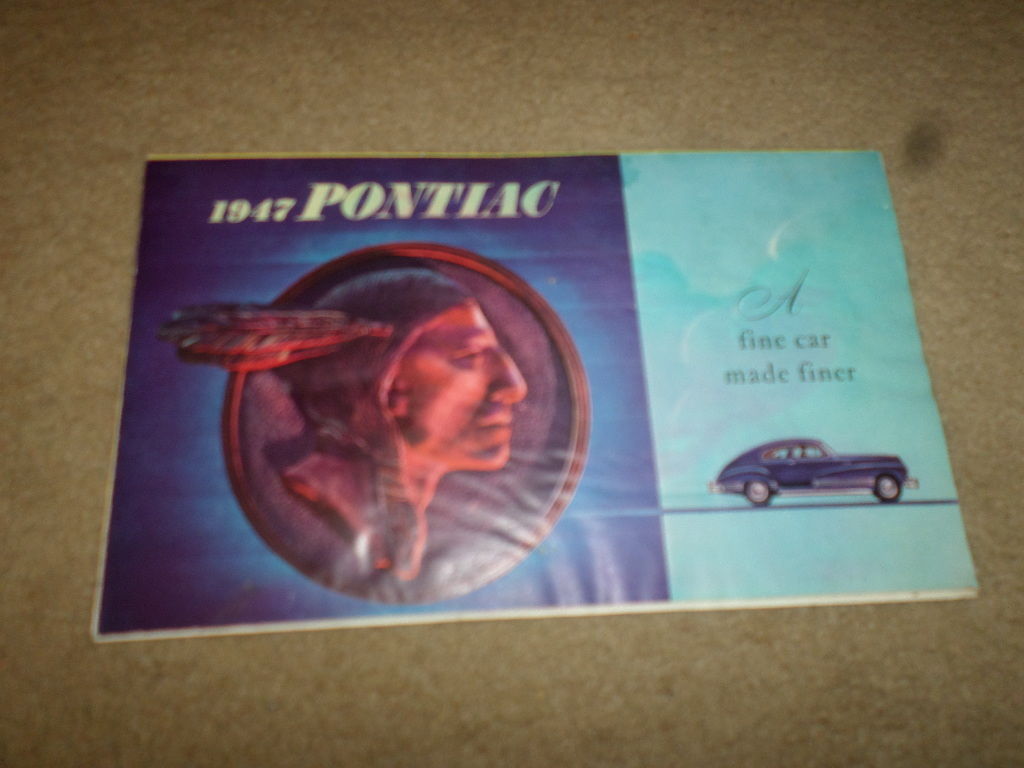 1947 PONTIAC
A
fine car
made finer